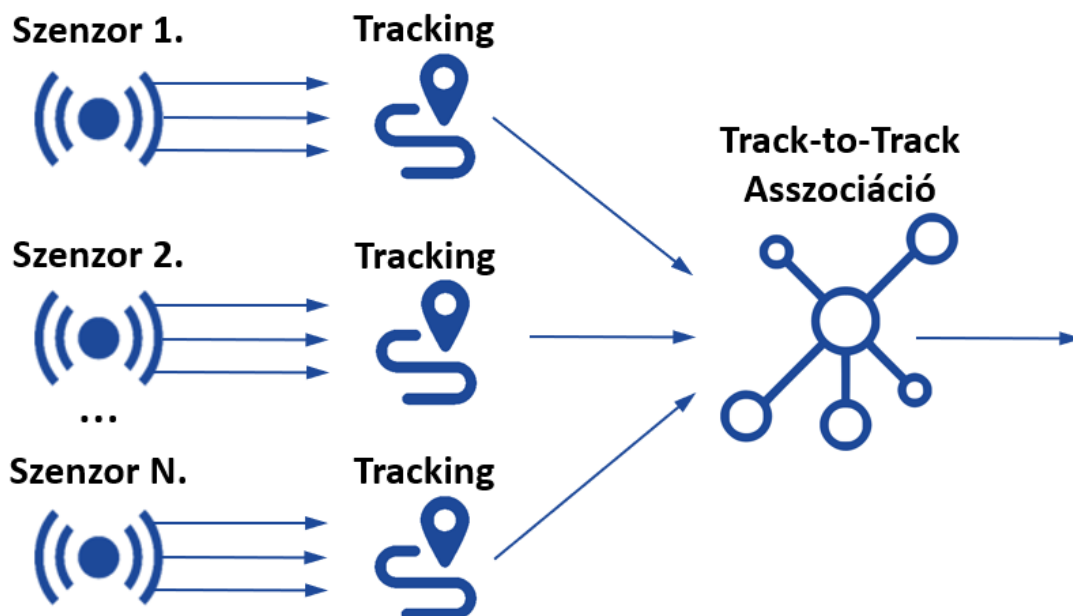 Szenzor 1.
Tracking
Track-to-Track
Asszociáció
Szenzor 2.
Tracking
...
Szenzor N.
Tracking